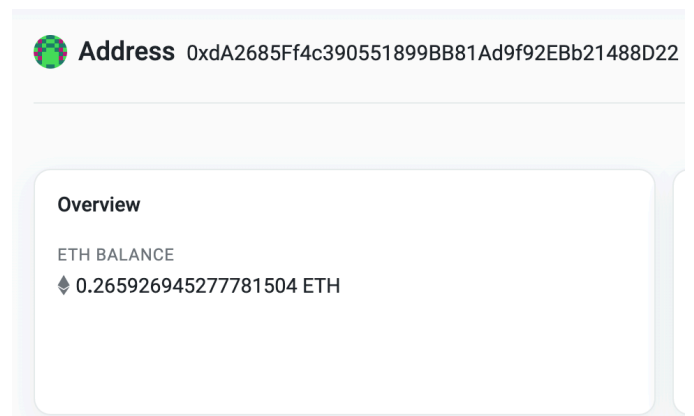 Address 0xdA2685Ff4c390551899BB81Ad9f92EBb21488D22
Overview
ETH BALANCE
0.265926945277781504 ETH